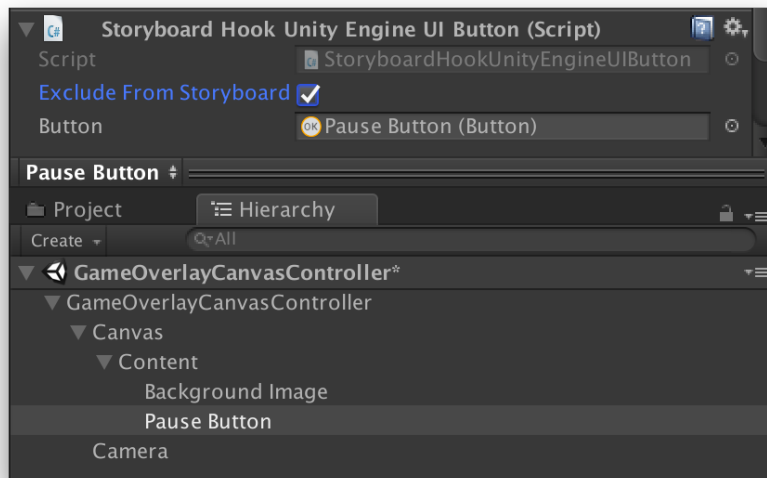 Storyboard Hook Unity Engine UI Button (Script)
Script StoryboardHookUnityEngineUIButton
Exclude From Storyboard
Button OK Pause Button (Button)
Pause Button
Project Hierarchy
Create All
GameOverlayCanvasController*
GameOverlayCanvasController
Canvas
Content
Background Image
Pause Button
Camera